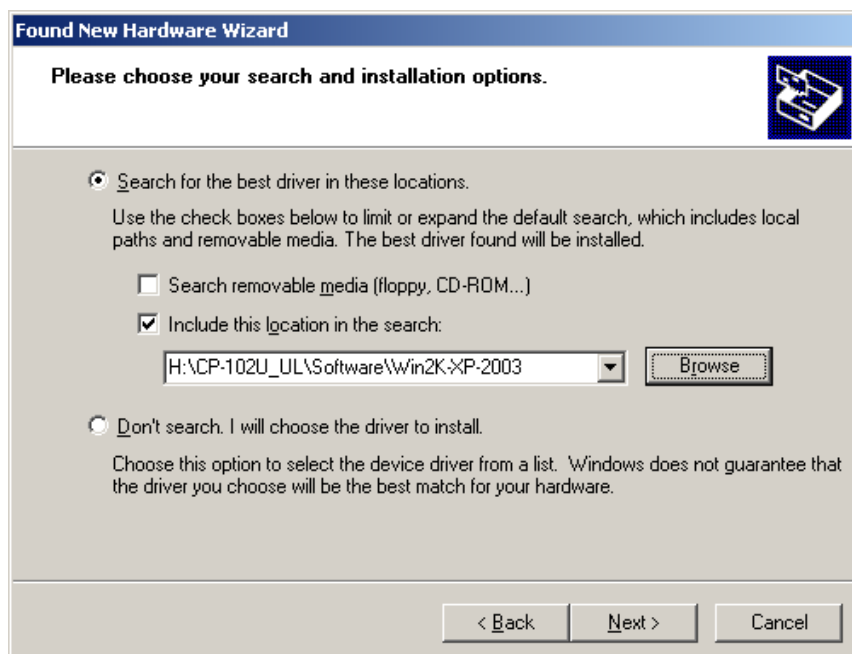 Found New Hardware Wizard
Please choose your search and installation options.
Search for the best driver in these locations.
Use the check boxes below to limit or expand the default search, which includes local
paths and removable media. The best driver found will be installed.
Search removable media (floppy, CD-ROM...)
Include this location in the search:
H:\CP-102U_UL\Software\Win2K-XP-2003
Browse
Don't search. I will choose the driver to install.
Choose this option to select the device driver from a list. Windows does not guarantee that
the driver you choose will be the best match for your hardware.
< Back Next > Cancel